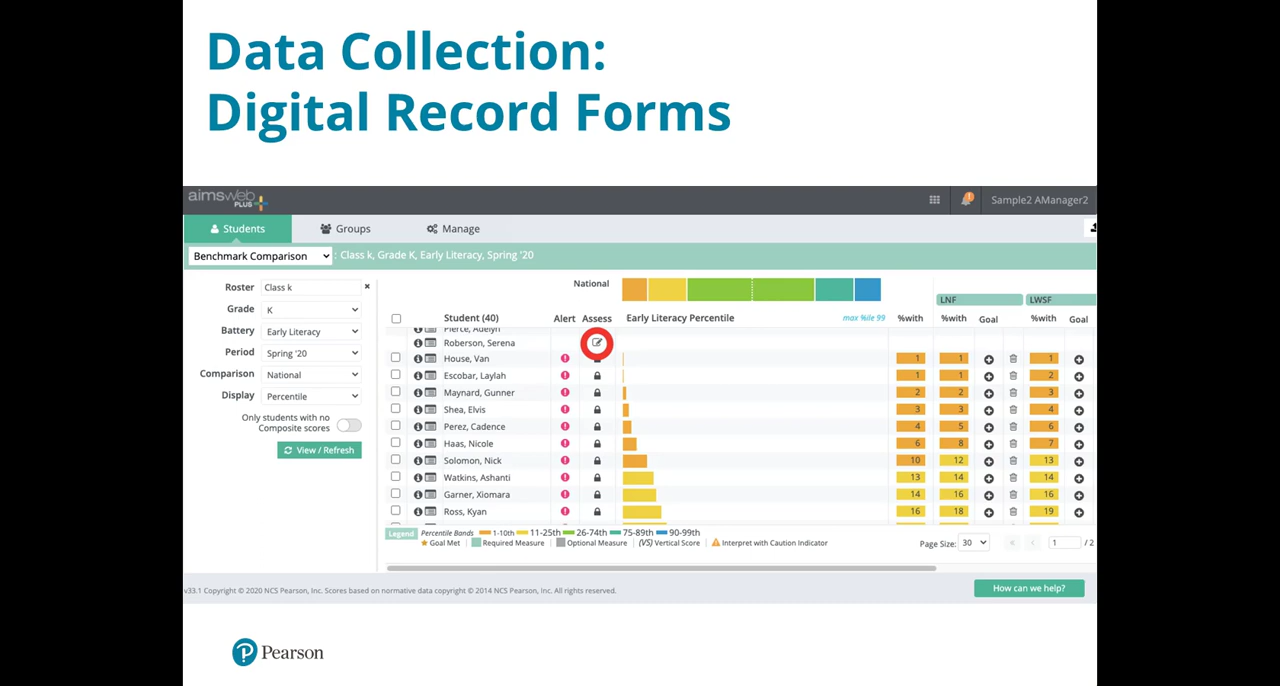 Data Collection:
Digital Record Forms
aimsweb
PLUS
1
Sample2 AManager2
Students
Groups
Manage
Benchmark Comparison : Class k, Grade K, Early Literacy, Spring '20
Roster Class k
Grade K
Battery Early Literacy
Period Spring '20
Comparison National
Display Percentile
Only students with no
Composite scores
View / Refresh
National
LNF LWSF
Student (40) Alert Assess Early Literacy Percentile max %ile 99 %with %with Goal %with Goal
Pierce, Adelyn
Roberson, Serena
House, Van 1 1 1
Escobar, Laylah 1 1 2
Maynard, Gunner 2 2 3
Shea, Elvis 3 3 4
Perez, Cadence 4 5 6
Haas, Nicole 6 8 7
Solomon, Nick 10 12 13
Watkins, Ashanti 13 14 14
Garner, Xiomara 14 16 16
Ross, Kyan 16 18 19
Legend Percentile Bands 1-10th 11-25th 26-74th 75-89th 90-99th
Goal Met Required Measure Optional Measure (VS) Vertical Score Interpret with Caution Indicator
Page Size: 30 « ‹ 1 / 2
v33.1 Copyright © 2020 NCS Pearson, Inc. Scores based on normative data copyright © 2014 NCS Pearson, Inc. All rights reserved.
How can we help?
P Pearson